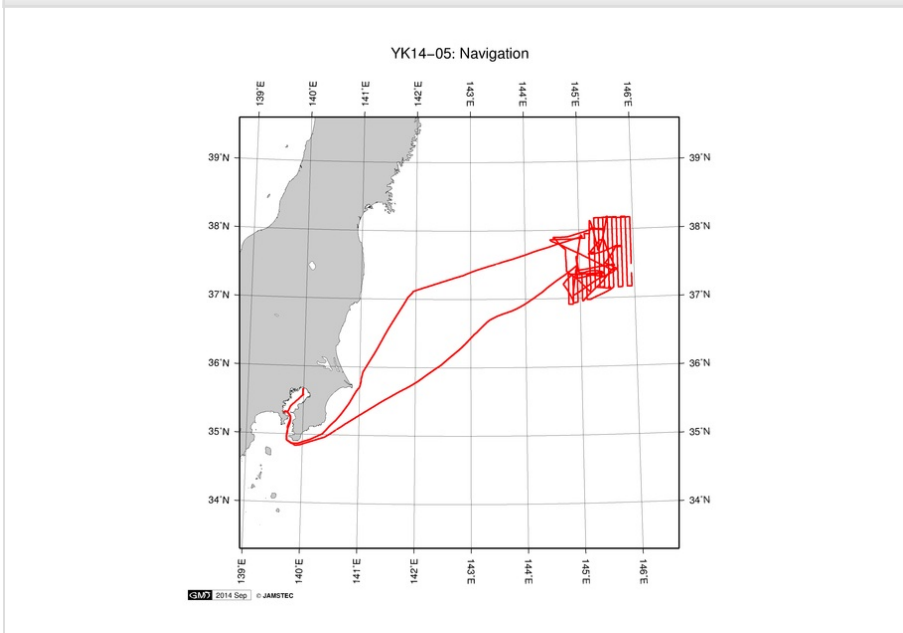 YK14−05: Navigation
139˚E 140˚E 141˚E 142˚E 143˚E 144˚E 145˚E 146˚E
39˚N 39˚N
38˚N 38˚N
37˚N 37˚N
36˚N 36˚N
35˚N 35˚N
34˚N 34˚N
139˚E 140˚E 141˚E 142˚E 143˚E 144˚E 145˚E 146˚E
GMD 2014 Sep © JAMSTEC